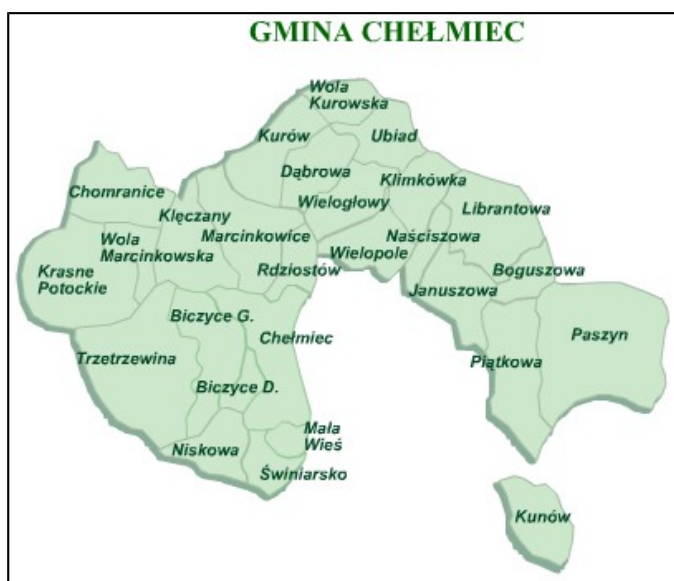 GMINA CHEŁMIEC
Wola
Kurowska
Kurów
Ubiad
Dąbrowa
Klimkówka
Chomranice
Klęczany
Wielogłowy
Librantowa
Wola
Marcinkowska
Marcinkowice
Naściszowa
Wielopole
Krasne
Potockie
Rdziostów
Boguszowa
Januszowa
Biczyce G.
Chełmiec
Paszyn
Trzetrzewina
Piątkowa
Biczyce D.
Mała
Wieś
Niskowa
Świniarsko
Kunów